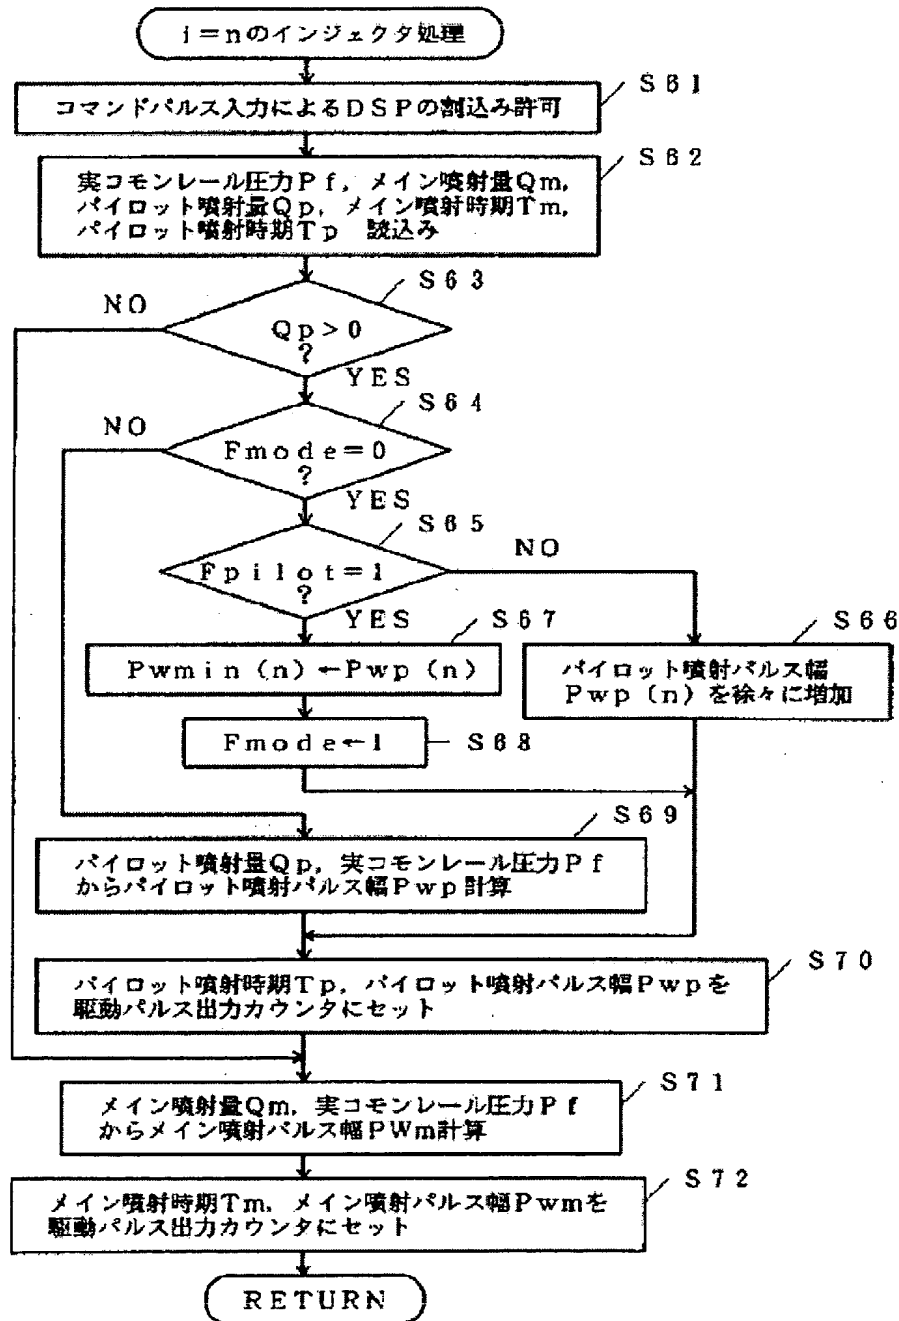 i=nのインジェクタ処理
S61
コマンドパルス入力によるDSPの割込み許可
S62
実コモンレール圧力Pf，メイン噴射量Qm，
パイロット噴射量Qp，メイン噴射時期Tm，
パイロット噴射時期Tp 読込み
S63
NO
Qp>0
?
YES
S64
NO
Fmode=0
?
YES
S65
NO
Fpilot=1
?
YES
S67
S66
Pwmin(n)←Pwp(n)
パイロット噴射パルス幅
Pwp(n)を徐々に増加
Fmode←1
S68
S69
パイロット噴射量Qp，実コモンレール圧力Pf
からパイロット噴射パルス幅Pwp計算
S70
パイロット噴射時期Tp，パイロット噴射パルス幅Pwpを
駆動パルス出力カウンタにセット
S71
メイン噴射量Qm，実コモンレール圧力Pf
からメイン噴射パルス幅PWm計算
S72
メイン噴射時期Tm，メイン噴射パルス幅Pwmを
駆動パルス出力カウンタにセット
RETURN